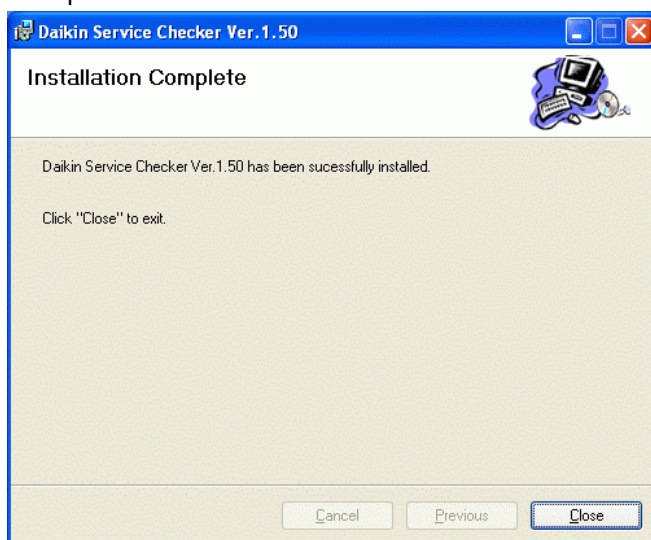 Daikin Service Checker Ver.1.50
Installation Complete
Daikin Service Checker Ver.1.50 has been sucessfully installed.
Click "Close" to exit.
Cancel
Previous
Close